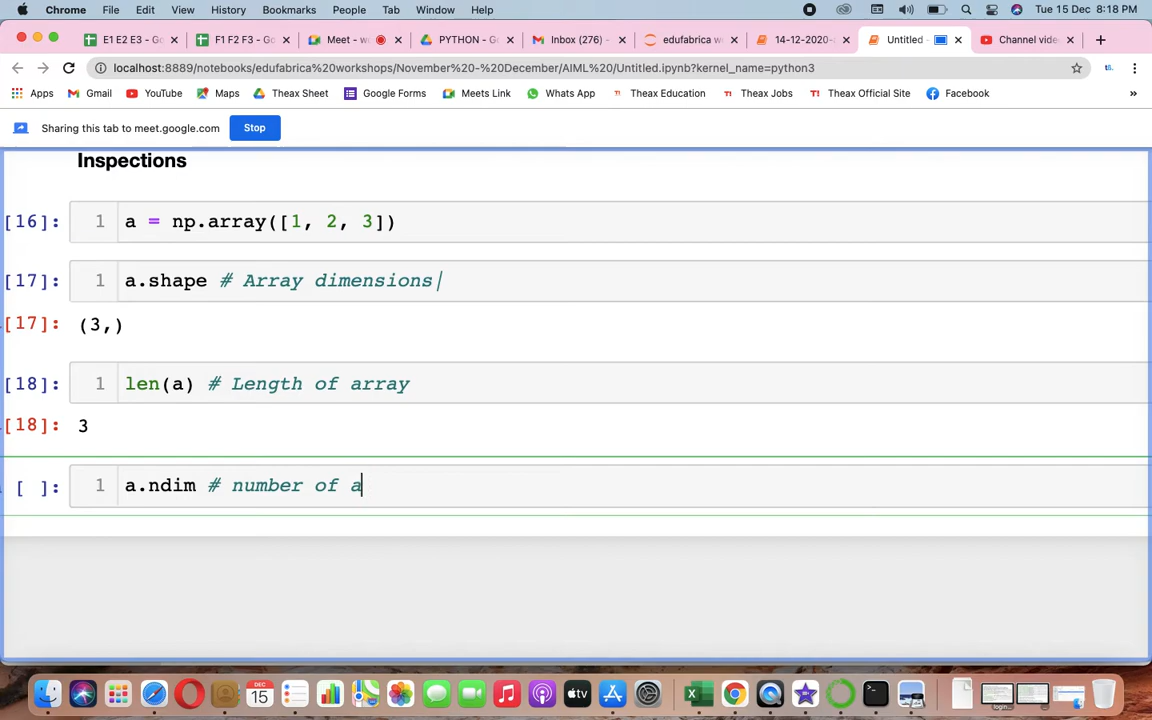 Chrome File Edit View History Bookmarks People Tab Window Help Tue 15 Dec 8:18 PM
E1 E2 E3 - Go F1 F2 F3 - Go Meet - w PYTHON - G Inbox (276) - edufabrica w 14-12-2020- Untitled - Channel vide
localhost:8889/notebooks/edufabrica%20workshops/November%20-%20December/AIML%20/Untitled.ipynb?kernel_name=python3
Apps Gmail YouTube Maps Theax Sheet Google Forms Meets Link Whats App Theax Education Theax Jobs Theax Official Site Facebook »
Sharing this tab to meet.google.com Stop
Inspections
[16]: 1 a = np.array([1, 2, 3])
[17]: 1 a.shape # Array dimensions
[17]: (3,)
[18]: 1 len(a) # Length of array
[18]: 3
[ ]: 1 a.ndim # number of a
DEC
15
tv